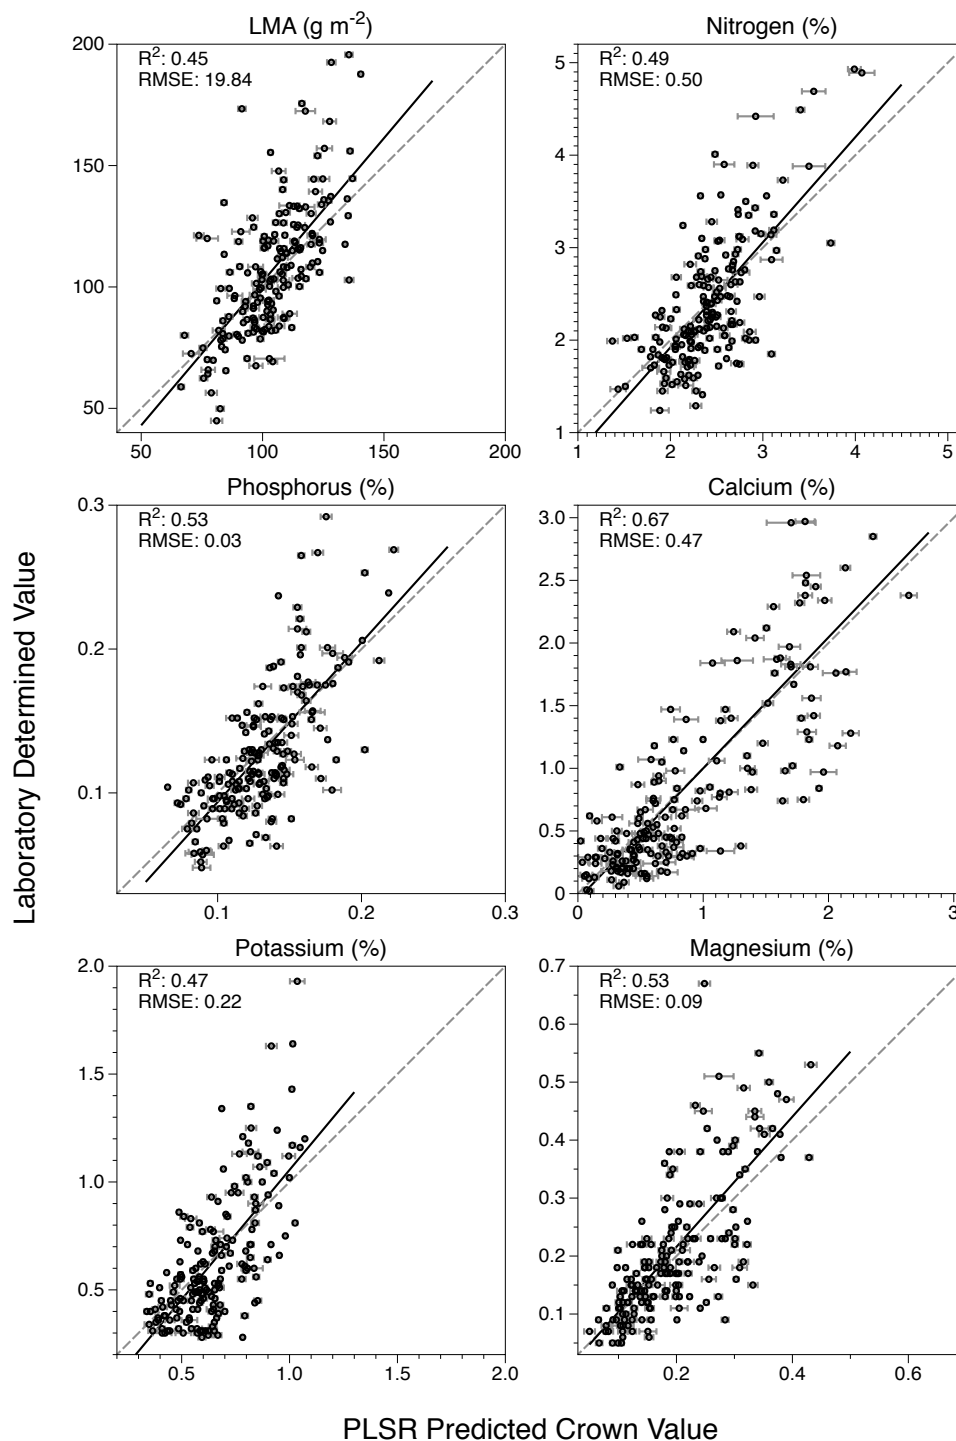 LMA (g m-2)
R2: 0.45
RMSE: 19.84
200
150
100
50
50 100 150 200
Nitrogen (%)
R2: 0.49
RMSE: 0.50
5
4
3
2
1
1 2 3 4 5
Phosphorus (%)
R2: 0.53
RMSE: 0.03
0.3
0.2
0.1
0.1 0.2 0.3
Calcium (%)
R2: 0.67
RMSE: 0.47
3.0
2.5
2.0
1.5
1.0
0.5
0
0 1 2 3
Potassium (%)
R2: 0.47
RMSE: 0.22
2.0
1.5
1.0
0.5
0.5 1.0 1.5 2.0
Magnesium (%)
R2: 0.53
RMSE: 0.09
0.7
0.6
0.5
0.4
0.3
0.2
0.1
0.2 0.4 0.6
Laboratory Determined Value
PLSR Predicted Crown Value